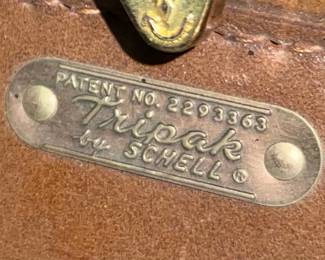 PATENT NO. 2293363
Tripak
by SCHELL ®